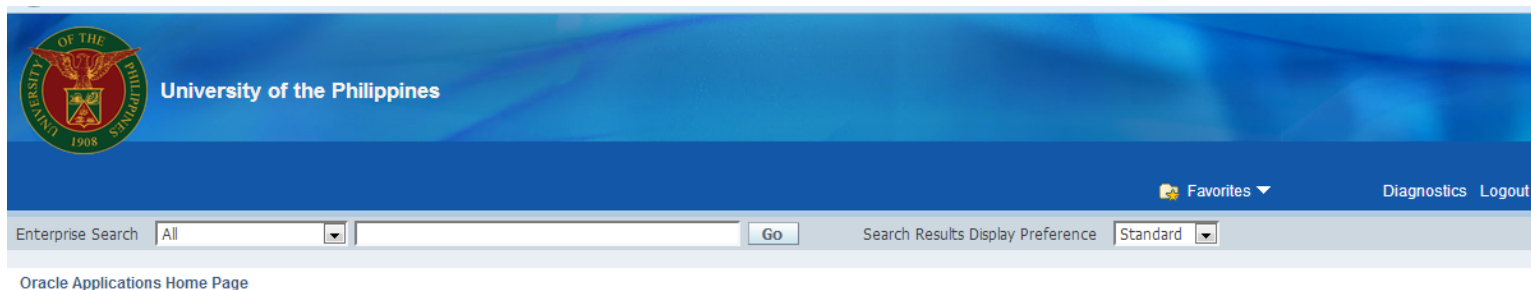 UNIVERSITY OF THE PHILIPPINES
1908
University of the Philippines
Favorites Diagnostics Logout
Enterprise Search All Go Search Results Display Preference Standard
Oracle Applications Home Page